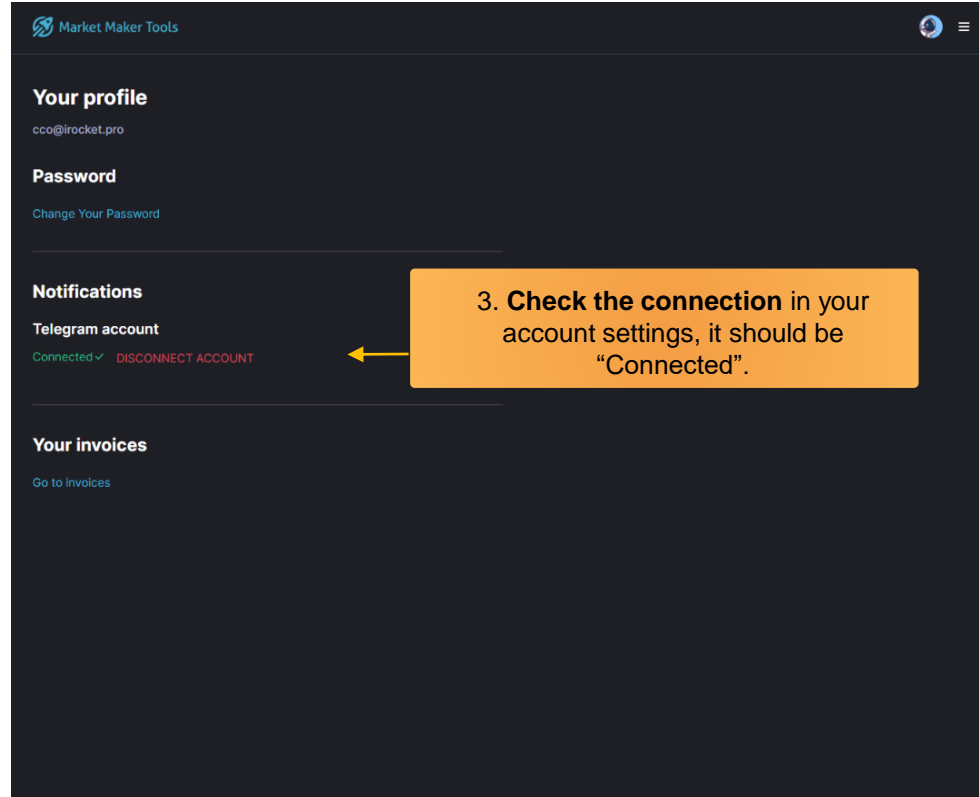 Market Maker Tools
Your profile
cco@irocket.pro
Password
Change Your Password
Notifications
Telegram account
Connected✓ DISCONNECT ACCOUNT
3. Check the connection in your
account settings, it should be
“Connected”.
Your invoices
Go to invoices